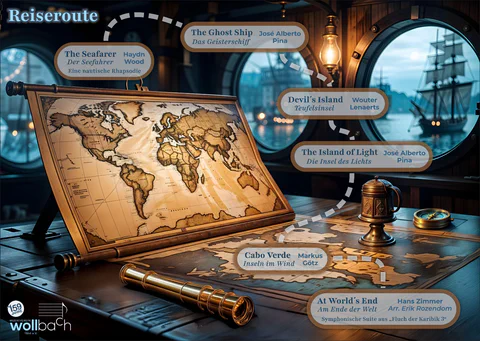 Reiseroute
The Seafarer
Haydn Wood
Der Seefahrer
Eine nautische Rhapsodie
The Ghost Ship
José Alberto Pina
Das Geisterschiff
Devil's Island
Wouter Lenaerts
Teufelsinsel
The Island of Light
José Alberto Pina
Die Insel des Lichts
Cabo Verde
Markus Götz
Inseln im Wind
At World's End
Hans Zimmer
Am Ende der Welt
Arr. Erik Rozendom
Symphonische Suite aus „Fluch der Karibik 3"
150
wollbach